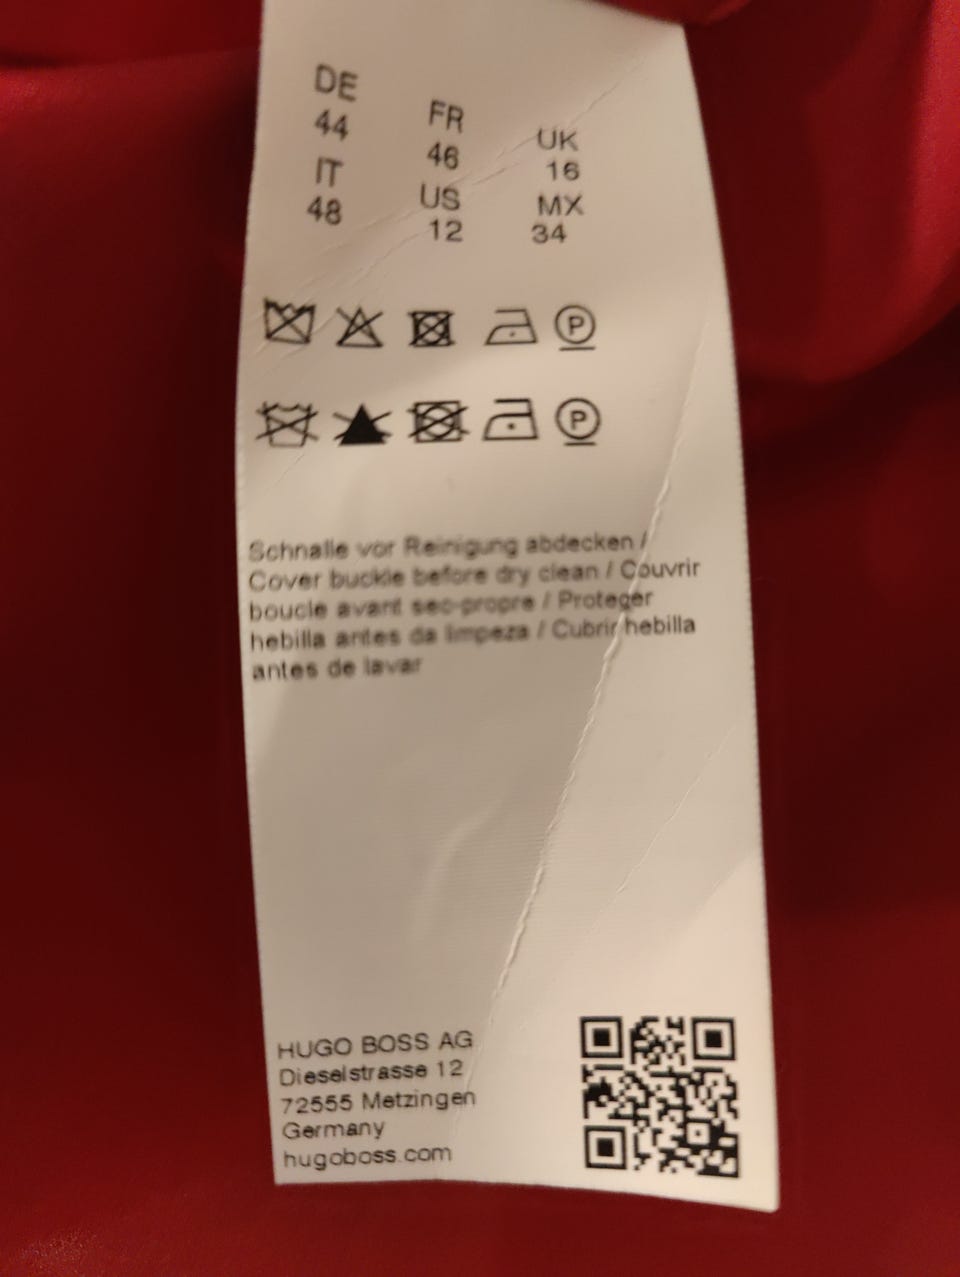 DE
44
FR
46
UK
16
IT
48
US
12
MX
34
P
P
Schnalle vor Reinigung abdecken /
Cover buckle before dry clean / Couvrir
boucle avant sec-propre / Proteger
hebilla antes da limpeza / Cubrir hebilla
antes de lavar
HUGO BOSS AG
Dieselstrasse 12
72555 Metzingen
Germany
hugoboss.com